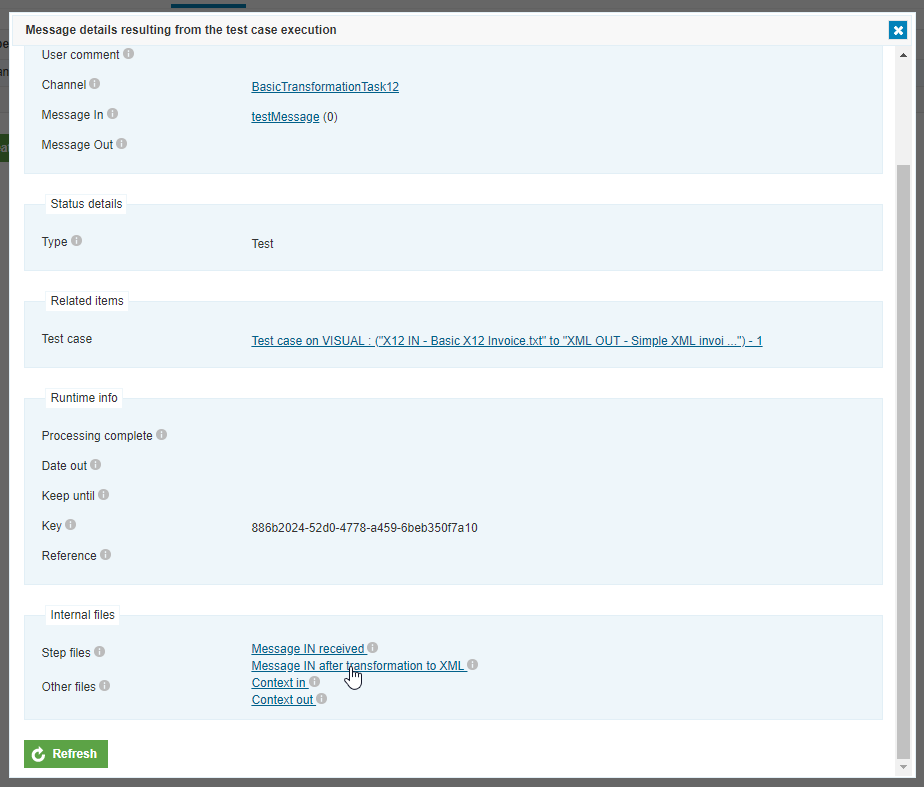 Message details resulting from the test case execution
User comment
Channel BasicTransformationTask12
Message In testMessage (0)
Message Out
Status details
Type Test
Related items
Test case Test case on VISUAL : ("X12 IN - Basic X12 Invoice.txt" to "XML OUT - Simple XML invoi ...") - 1
Runtime info
Processing complete
Date out
Keep until
Key 886b2024-52d0-4778-a459-6beb350f7a10
Reference
Internal files
Step files Message IN received
Message IN after transformation to XML
Other files Context in
Context out
Refresh